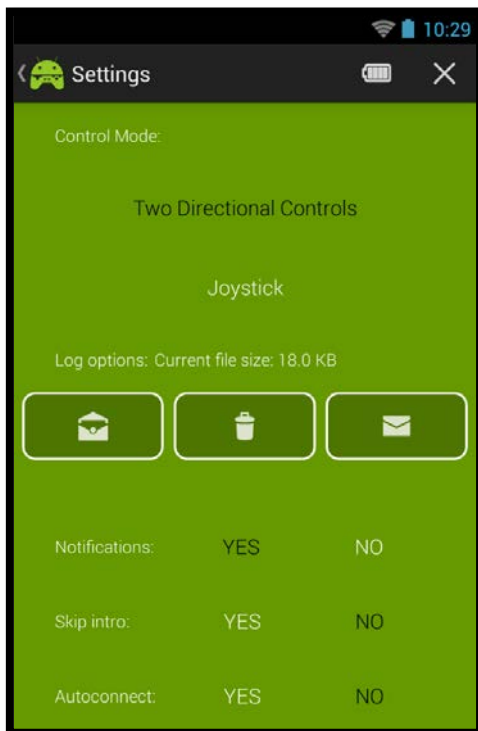 10:29
Settings
Control Mode:
Two Directional Controls
Joystick
Log options: Current file size: 18.0 KB
Notifications: YES NO
Skip intro: YES NO
Autoconnect: YES NO